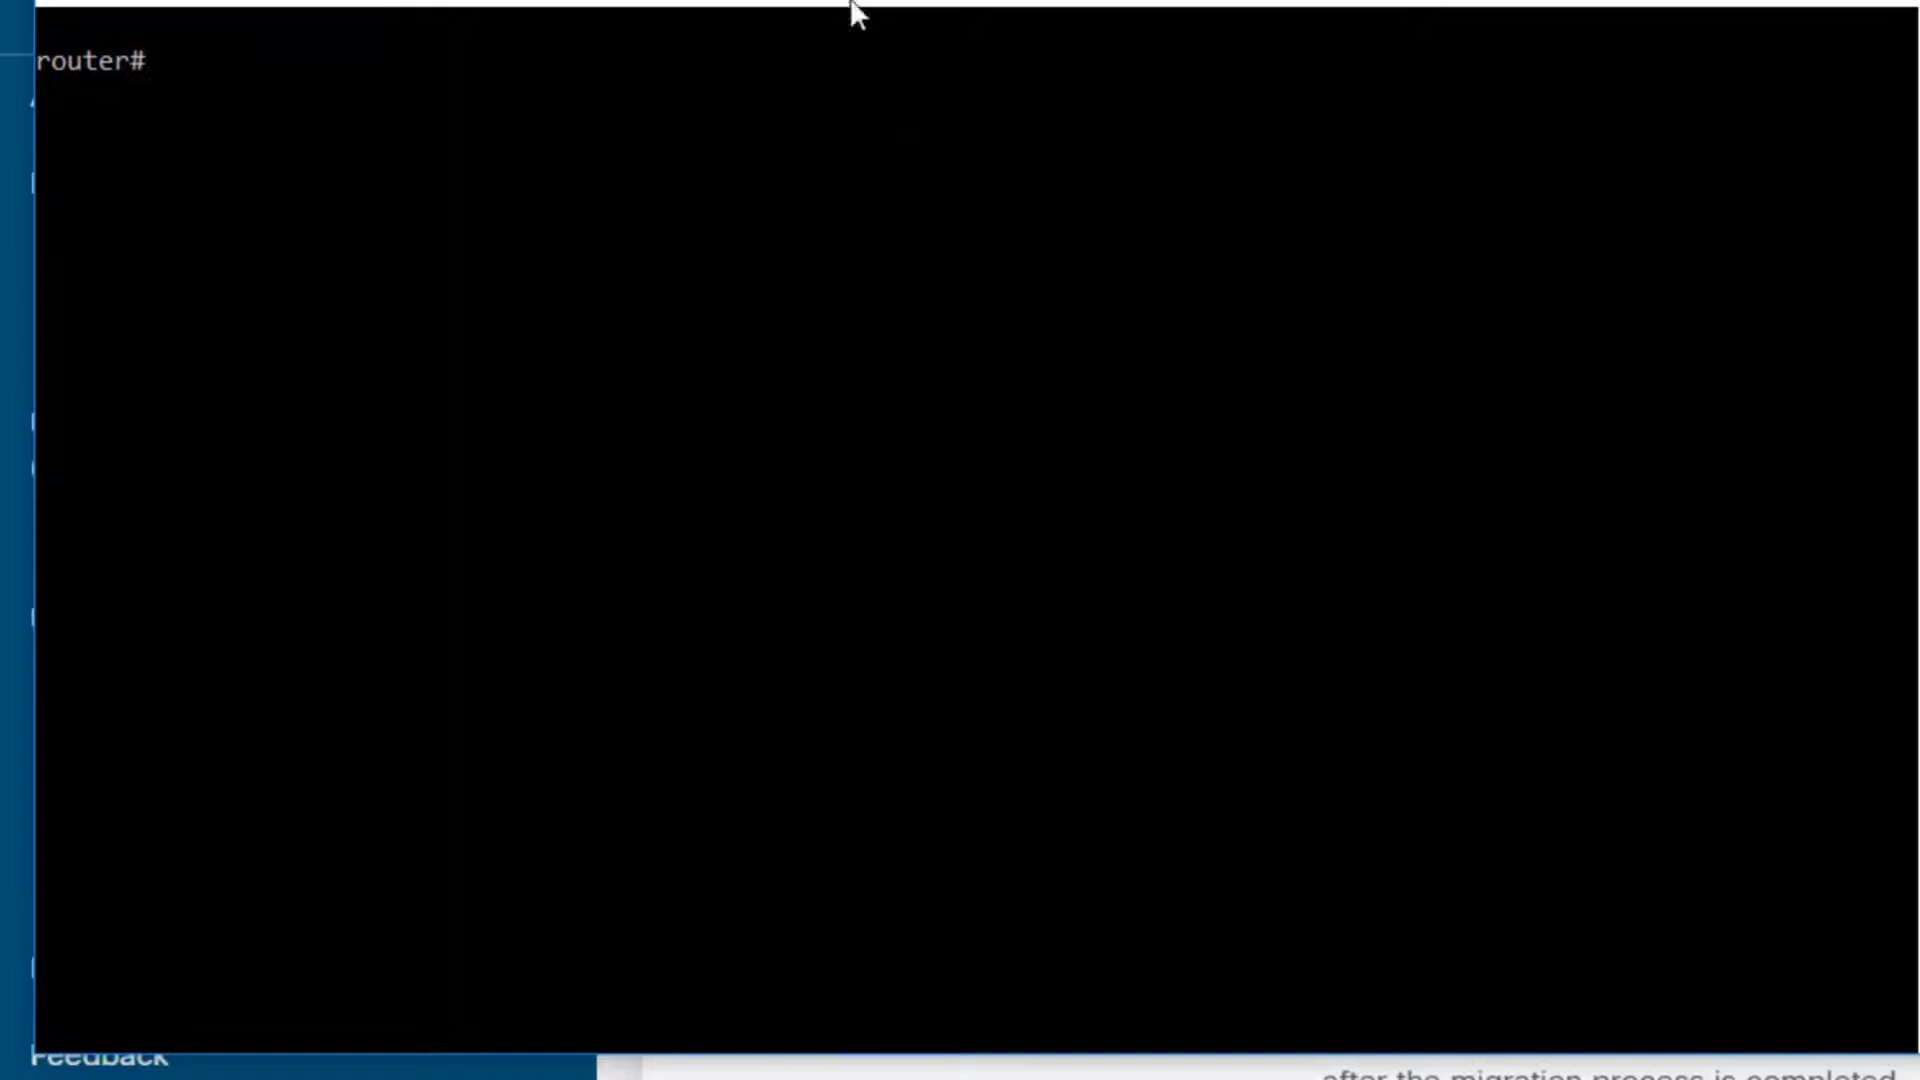 router#
Feedback
after the migration process is completed